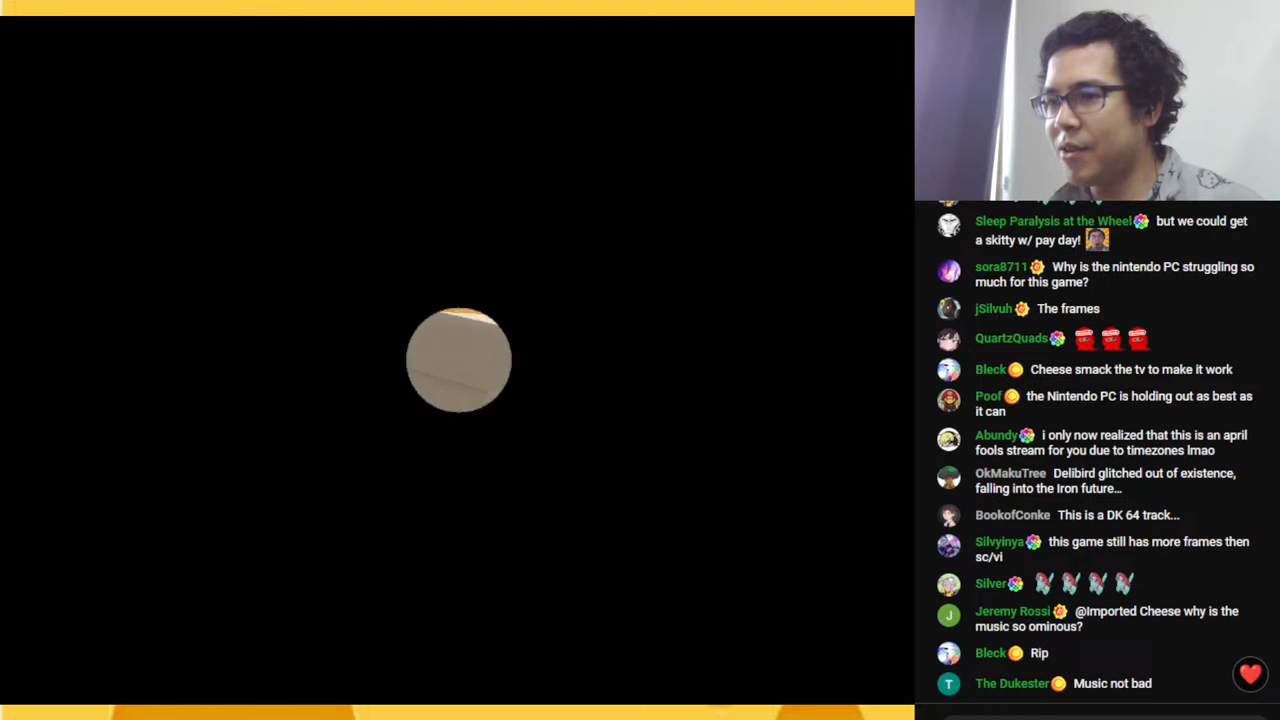 Sleep Paralysis at the Wheel but we could get
a skitty w/ pay day!
sora8711 Why is the nintendo PC struggling so
much for this game?
jSilvuh The frames
QuartzQuads
Bleck Cheese smack the tv to make it work
Poof the Nintendo PC is holding out as best as
it can
Abundy i only now realized that this is an april
fools stream for you due to timezones lmao
OkMakuTree Delibird glitched out of existence,
falling into the Iron future...
BookofConke This is a DK 64 track...
Silvyinya this game still has more frames then
sc/vi
Silver
J Jeremy Rossi @Imported Cheese why is the
music so ominous?
Bleck Rip
T The Dukester Music not bad